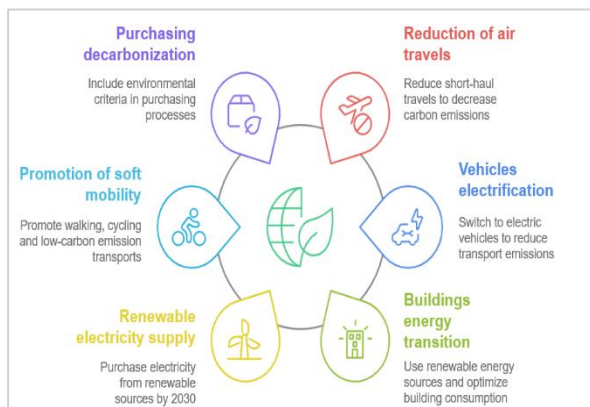 Purchasing
decarbonization
Include environmental
criteria in purchasing
processes
Reduction of air
travels
Reduce short-haul
travels to decrease
carbon emissions
Promotion of soft
mobility
Promote walking, cycling
and low-carbon emission
transports
Vehicles
electrification
Switch to electric
vehicles to reduce
transport emissions
Renewable
electricity supply
Purchase electricity
from renewable
sources by 2030
Buildings
energy
transition
Use renewable energy
sources and optimize
building consumption